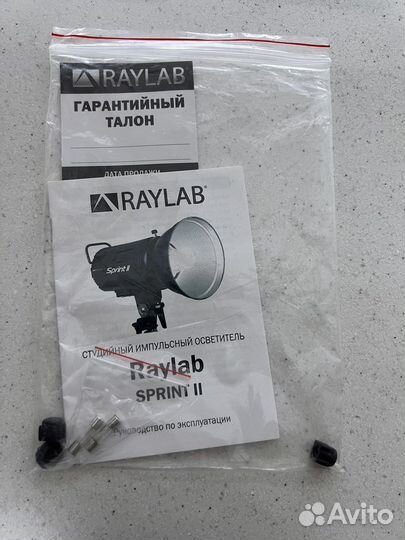 RAYLAB
ГАРАНТИЙНЫЙ
ТАЛОН
ДАТА ПРОДАЖИ
RAYLAB®
Sprint II
СТУДИЙНЫЙ ИМПУЛЬСНЫЙ ОСВЕТИТЕЛЬ
Raylab
SPRINT II
Руководство по эксплуатации
Avito